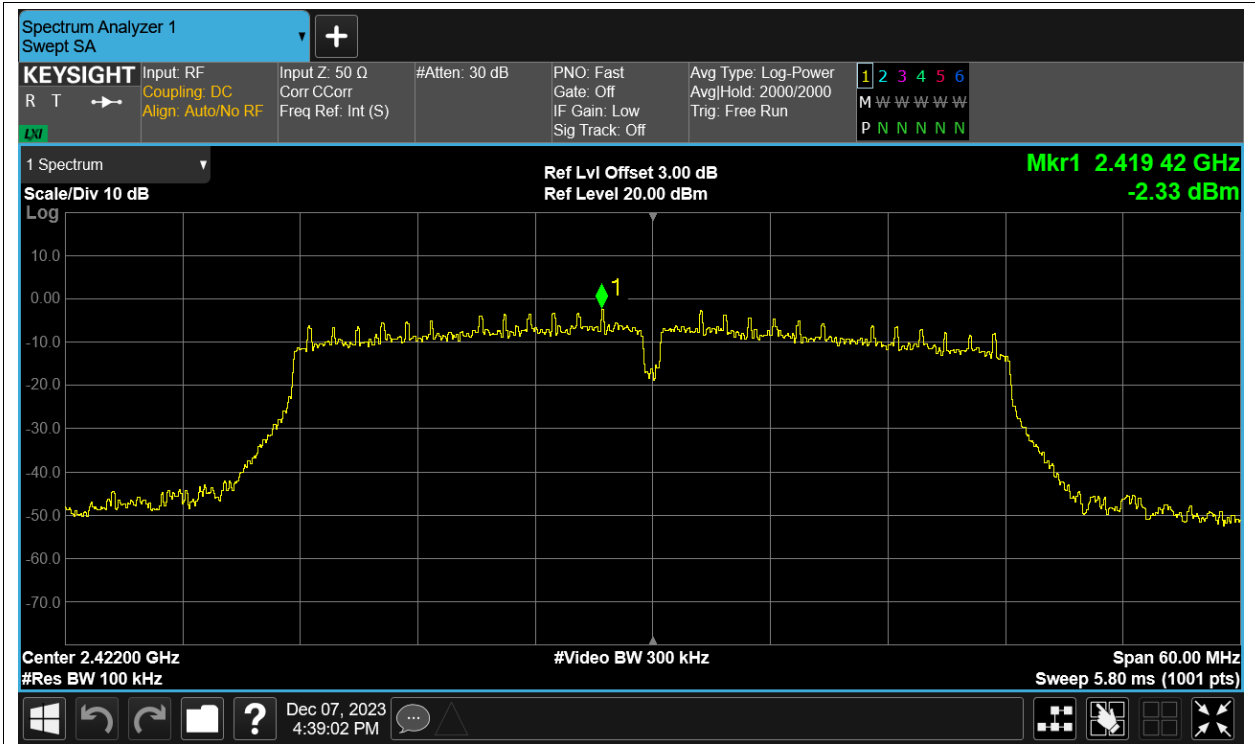 Spectrum Analyzer 1
Swept SA
KEYSIGHT
R T
LXI
Input: RF
Coupling: DC
Align: Auto/No RF
Input Z: 50 Ω
Corr CCorr
Freq Ref: Int (S)
#Atten: 30 dB
PNO: Fast
Gate: Off
IF Gain: Low
Sig Track: Off
Avg Type: Log-Power
Avg|Hold: 2000/2000
Trig: Free Run
1 2 3 4 5 6
M W W W W W
P N N N N N
1 Spectrum
Scale/Div 10 dB
Log
Ref Lvl Offset 3.00 dB
Ref Level 20.00 dBm
Mkr1 2.419 42 GHz
-2.33 dBm
1
10.0
0.00
-10.0
-20.0
-30.0
-40.0
-50.0
-60.0
-70.0
Center 2.42200 GHz
#Res BW 100 kHz
#Video BW 300 kHz
Span 60.00 MHz
Sweep 5.80 ms (1001 pts)
?
Dec 07, 2023
4:39:02 PM